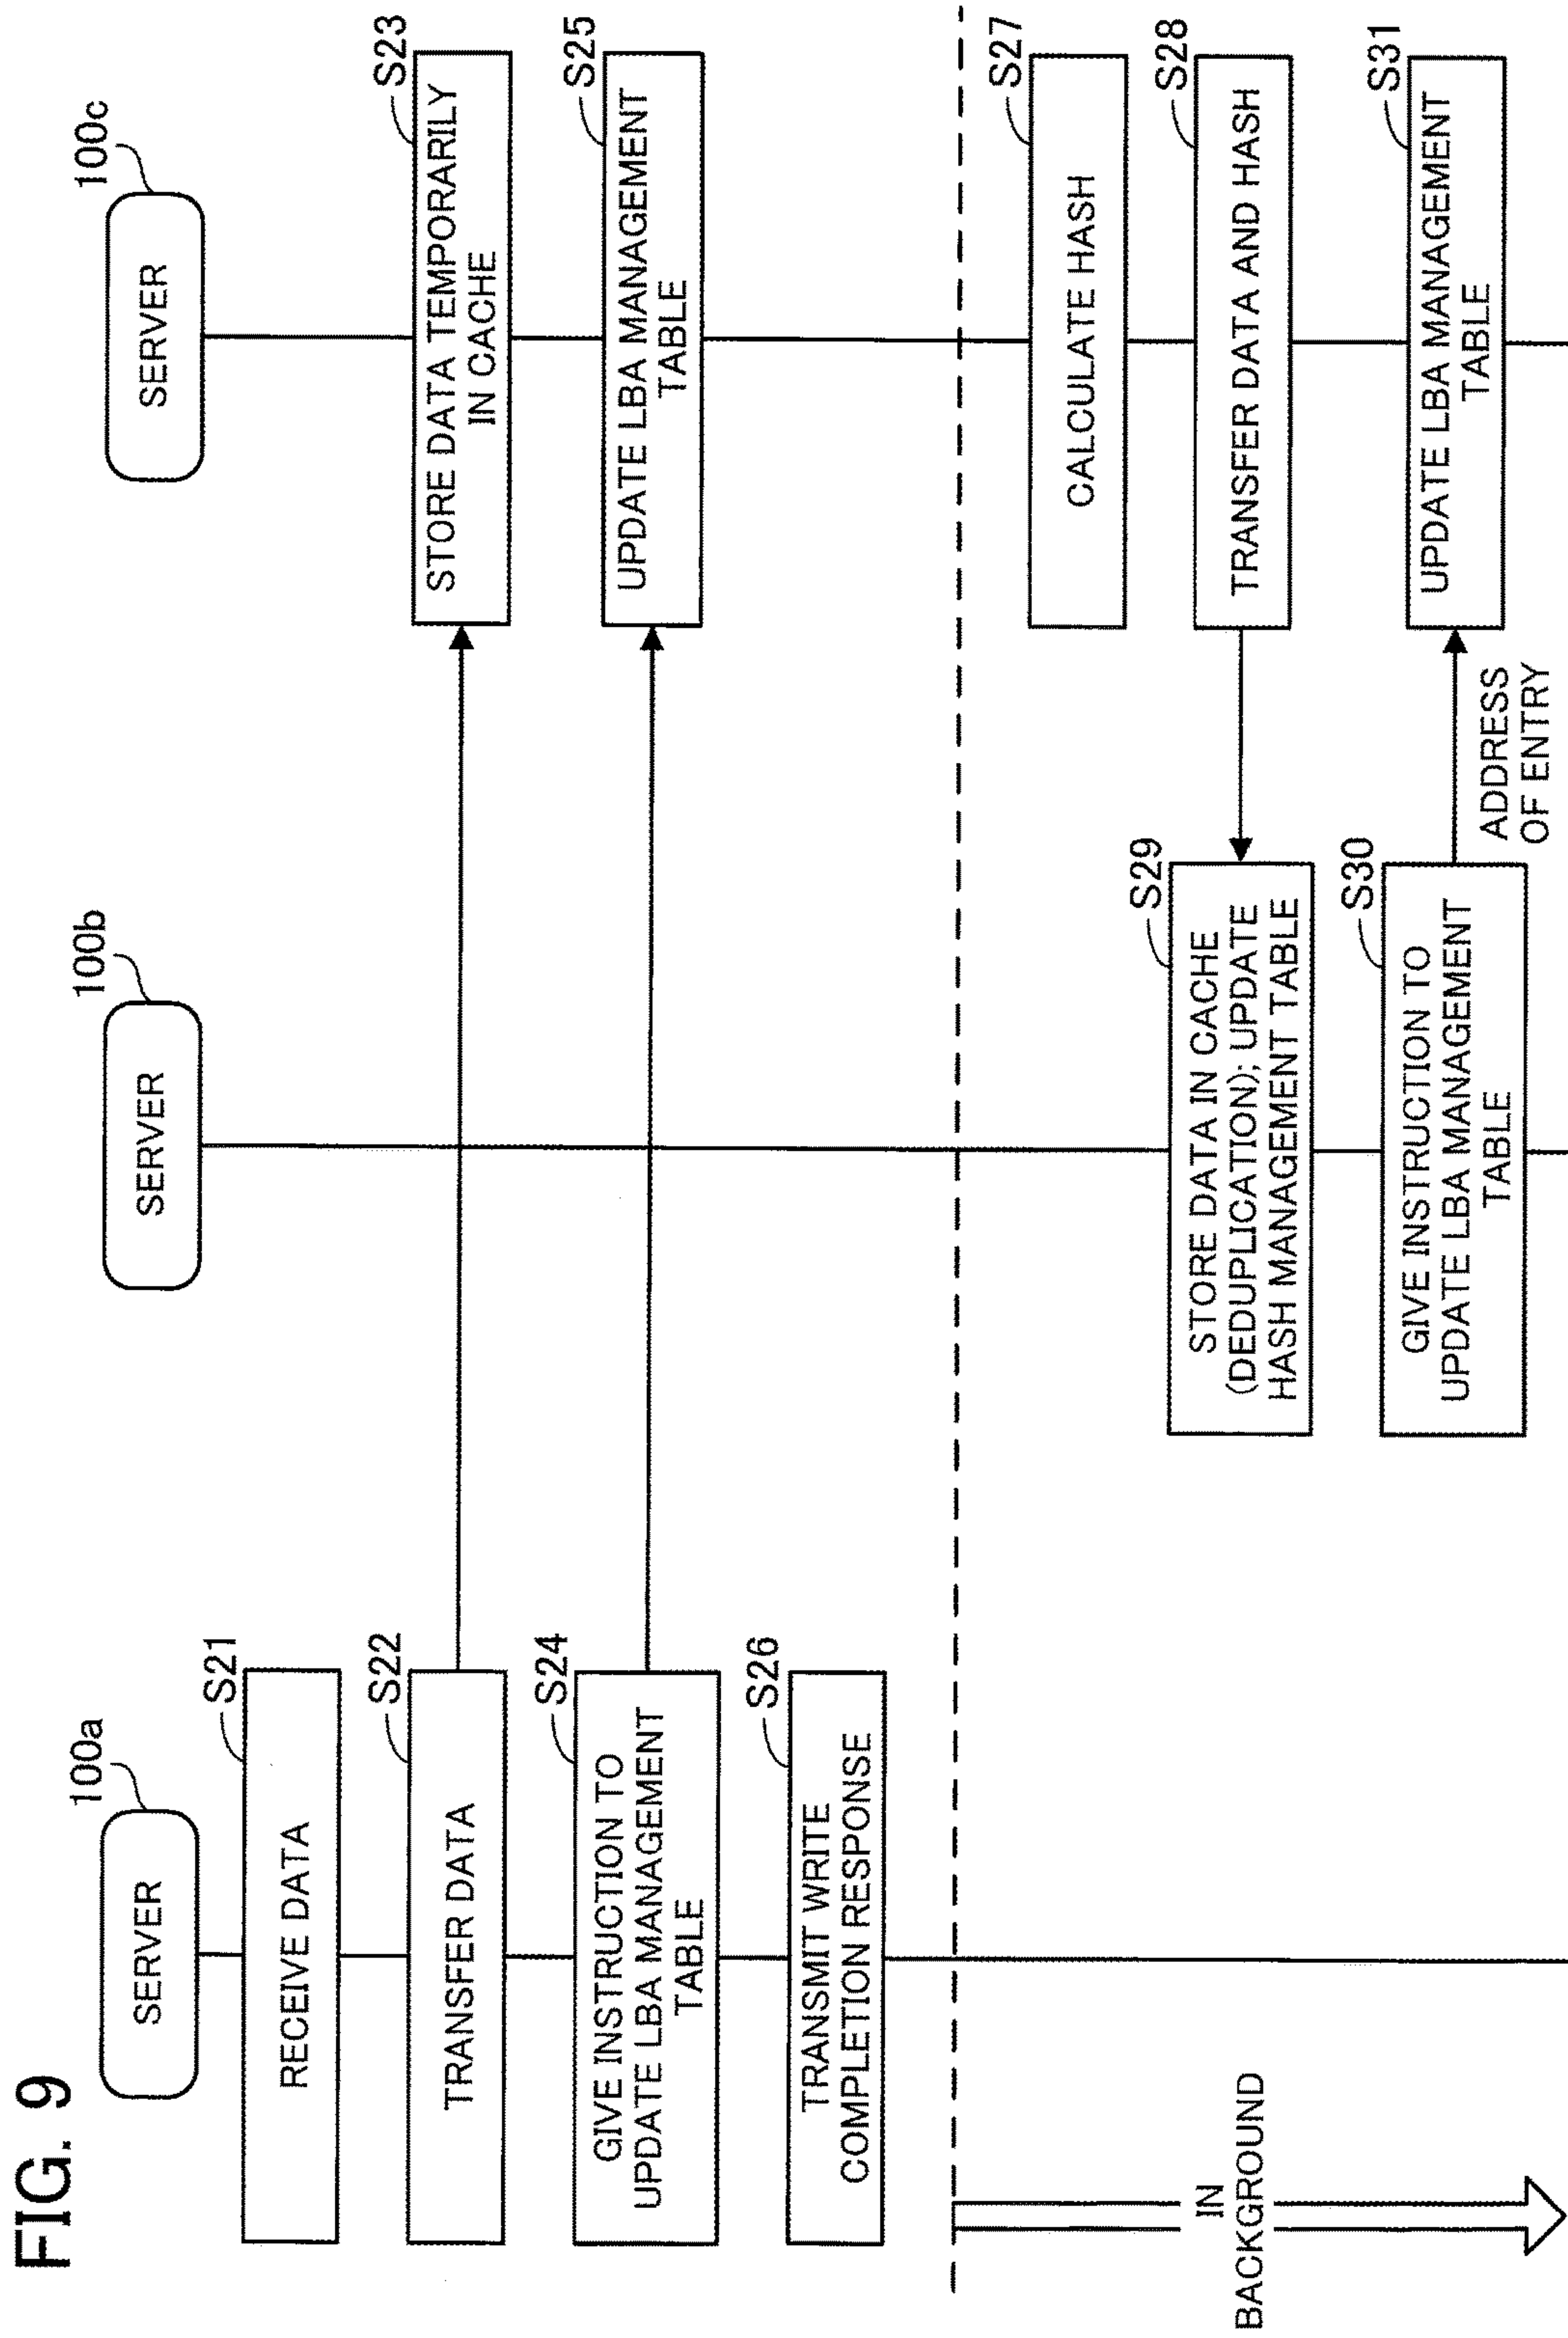 FIG. 9
100a
SERVER
100b
SERVER
100c
SERVER
S21
RECEIVE DATA
S22
TRANSFER DATA
S23
STORE DATA TEMPORARILY
IN CACHE
S24
GIVE INSTRUCTION TO
UPDATE LBA MANAGEMENT
TABLE
S25
UPDATE LBA MANAGEMENT
TABLE
S26
TRANSMIT WRITE
COMPLETION RESPONSE
IN
BACKGROUND
S27
CALCULATE HASH
S28
TRANSFER DATA AND HASH
S29
STORE DATA IN CACHE
(DEDUPLICATION); UPDATE
HASH MANAGEMENT TABLE
S30
GIVE INSTRUCTION TO
UPDATE LBA MANAGEMENT
TABLE
ADDRESS
OF ENTRY
S31
UPDATE LBA MANAGEMENT
TABLE